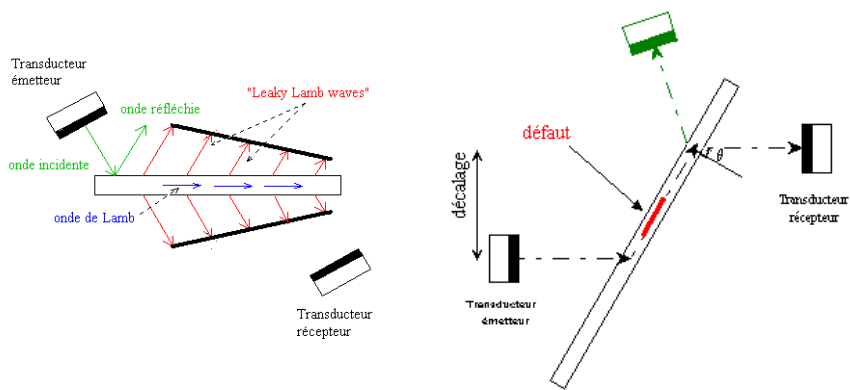 Transducteur
émetteur
onde réfléchie
"Leaky Lamb waves"
onde incidente
onde de Lamb
Transducteur
récepteur
défaut
θ
décalage
Transducteur
récepteur
Transducteur
émetteur